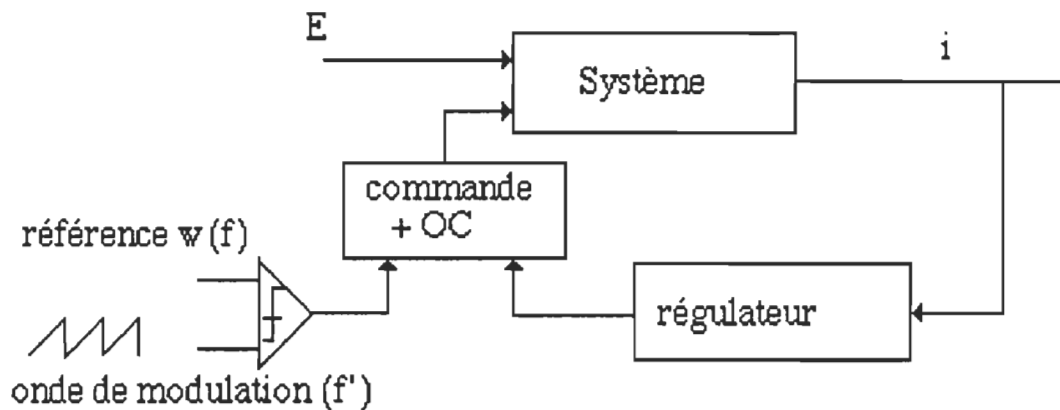 E
i
Système
commande
+ OC
référence w (f)
régulateur
onde de modulation (f')